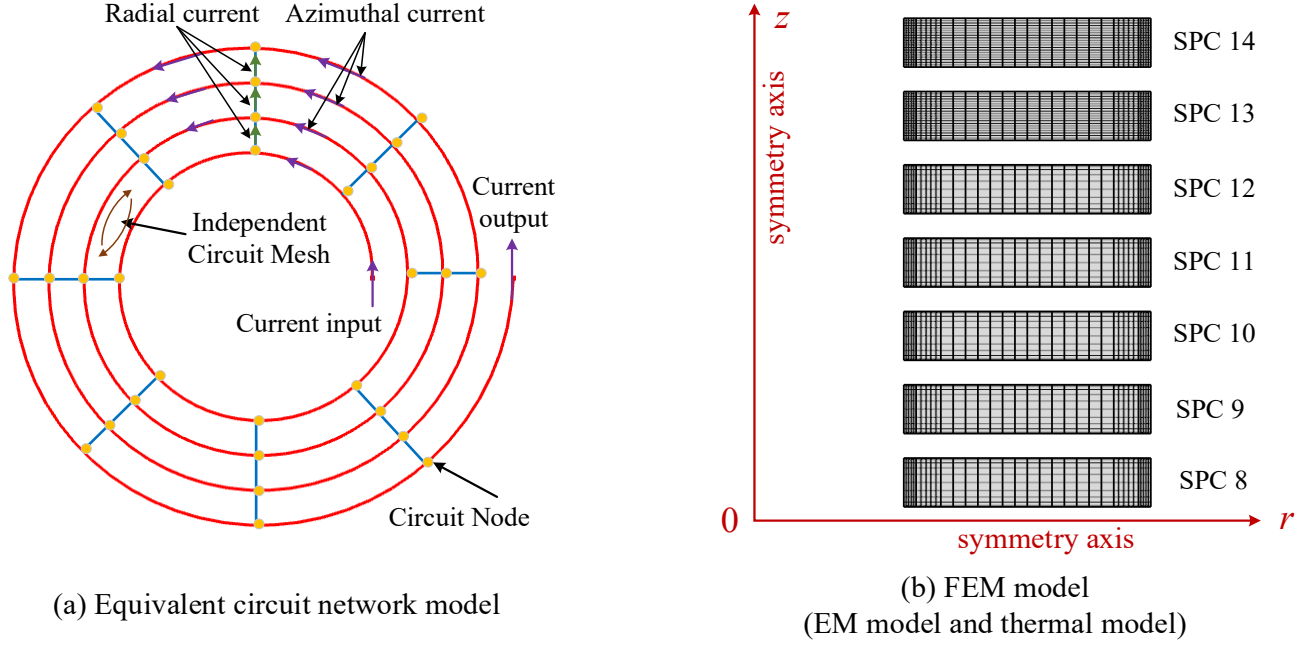 Radial current
Azimuthal current
Current
output
Independent
Circuit Mesh
Current input
Circuit Node
(a) Equivalent circuit network model
z
symmetry axis
SPC 14
SPC 13
SPC 12
SPC 11
SPC 10
SPC 9
SPC 8
0
r
symmetry axis
(b) FEM model
(EM model and thermal model)